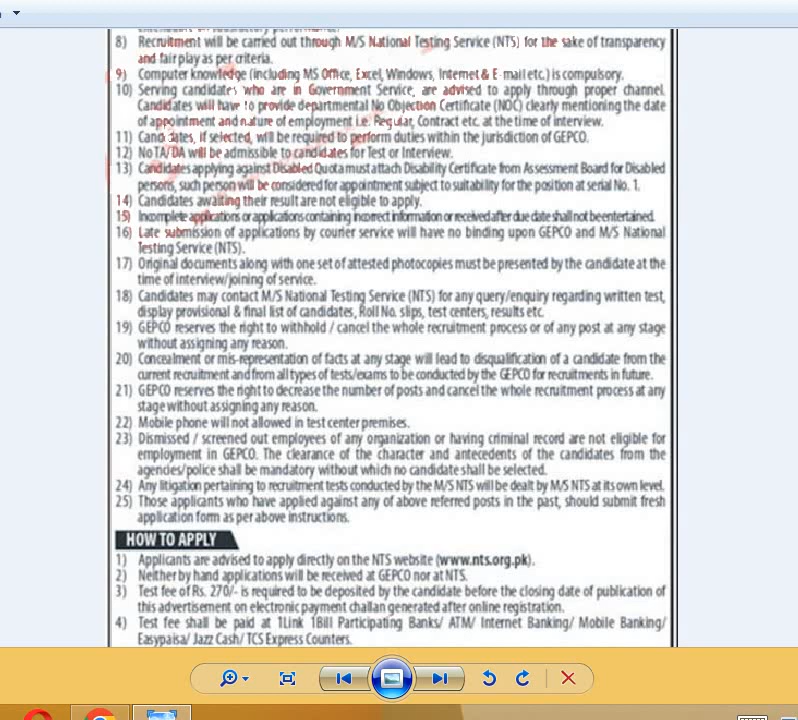 8) Recruitment will be carried out through M/S National Testing Service (NTS) for the sake of transparency
and fair play as per criteria.
9) Computer knowledge (including MS Office, Excel, Windows, Internet & E-mail etc.) is compulsory.
10) Serving candidates who are in Government Service, are advised to apply through proper channel.
Candidates will have to provide departmental No Objection Certificate (NOC) clearly mentioning the date
of appointment and nature of employment i.e. Regular, Contract etc. at the time of interview.
11) Candidates, if selected, will be required to perform duties within the jurisdiction of GEPCO.
12) No TA/DA will be admissible to candidates for Test or Interview.
13) Candidates applying against Disabled Quota must attach Disability Certificate from Assessment Board for Disabled
persons, such person will be considered for appointment subject to suitability for the position at serial No. 1.
14) Candidates awaiting their result are not eligible to apply.
15) Incomplete applications or applications containing incorrect information or received after due date shall not be entertained.
16) Late submission of applications by courier service will have no binding upon GEPCO and M/S National
Testing Service (NTS).
17) Original documents along with one set of attested photocopies must be presented by the candidate at the
time of interview/joining of service.
18) Candidates may contact M/S National Testing Service (NTS) for any query/enquiry regarding written test,
display provisional & final list of candidates, Roll No. slips, test centers, results etc.
19) GEPCO reserves the right to withhold / cancel the whole recruitment process or of any post at any stage
without assigning any reason.
20) Concealment or mis-representation of facts at any stage will lead to disqualification of a candidate from the
current recruitment and from all types of tests/exams to be conducted by the GEPCO for recruitments in future.
21) GEPCO reserves the right to decrease the number of posts and cancel the whole recruitment process at any
stage without assigning any reason.
22) Mobile phone will not allowed in test center premises.
23) Dismissed / screened out employees of any organization or having criminal record are not eligible for
employment in GEPCO. The clearance of the character and antecedents of the candidates from the
agencies/police shall be mandatory without which no candidate shall be selected.
24) Any litigation pertaining to recruitment tests conducted by the M/S NTS will be dealt by M/S NTS at its own level.
25) Those applicants who have applied against any of above referred posts in the past, should submit fresh
application form as per above instructions.
HOW TO APPLY
1) Applicants are advised to apply directly on the NTS website (www.nts.org.pk).
2) Neither by hand applications will be received at GEPCO nor at NTS.
3) Test fee of Rs. 270/- is required to be deposited by the candidate before the closing date of publication of
this advertisement on electronic payment challan generated after online registration.
4) Test fee shall be paid at 1Link 1Bill Participating Banks/ ATM/ Internet Banking/ Mobile Banking/
Easypaisa/ Jazz Cash/ TCS Express Counters.